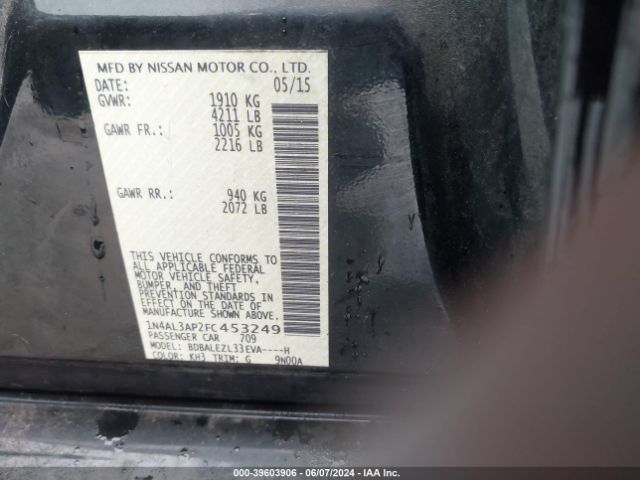 MFD BY NISSAN MOTOR CO., LTD.
DATE: 05/15
GVWR: 1910 KG
4211 LB
GAWR FR.: 1005 KG
2216 LB
GAWR RR.: 940 KG
2072 LB
THIS VEHICLE CONFORMS TO
ALL APPLICABLE FEDERAL
MOTOR VEHICLE SAFETY,
BUMPER, AND THEFT
PREVENTION STANDARDS IN
EFFECT ON THE DATE OF
MANUFACTURE SHOWN ABOVE.
1N4AL3AP2FC453249
PASSENGER CAR 709
MODEL: BDBALEZL33EVA----H
COLOR: KH3 TRIM: G 9N00A
000-39603906 - 06/07/2024 - IAA Inc.